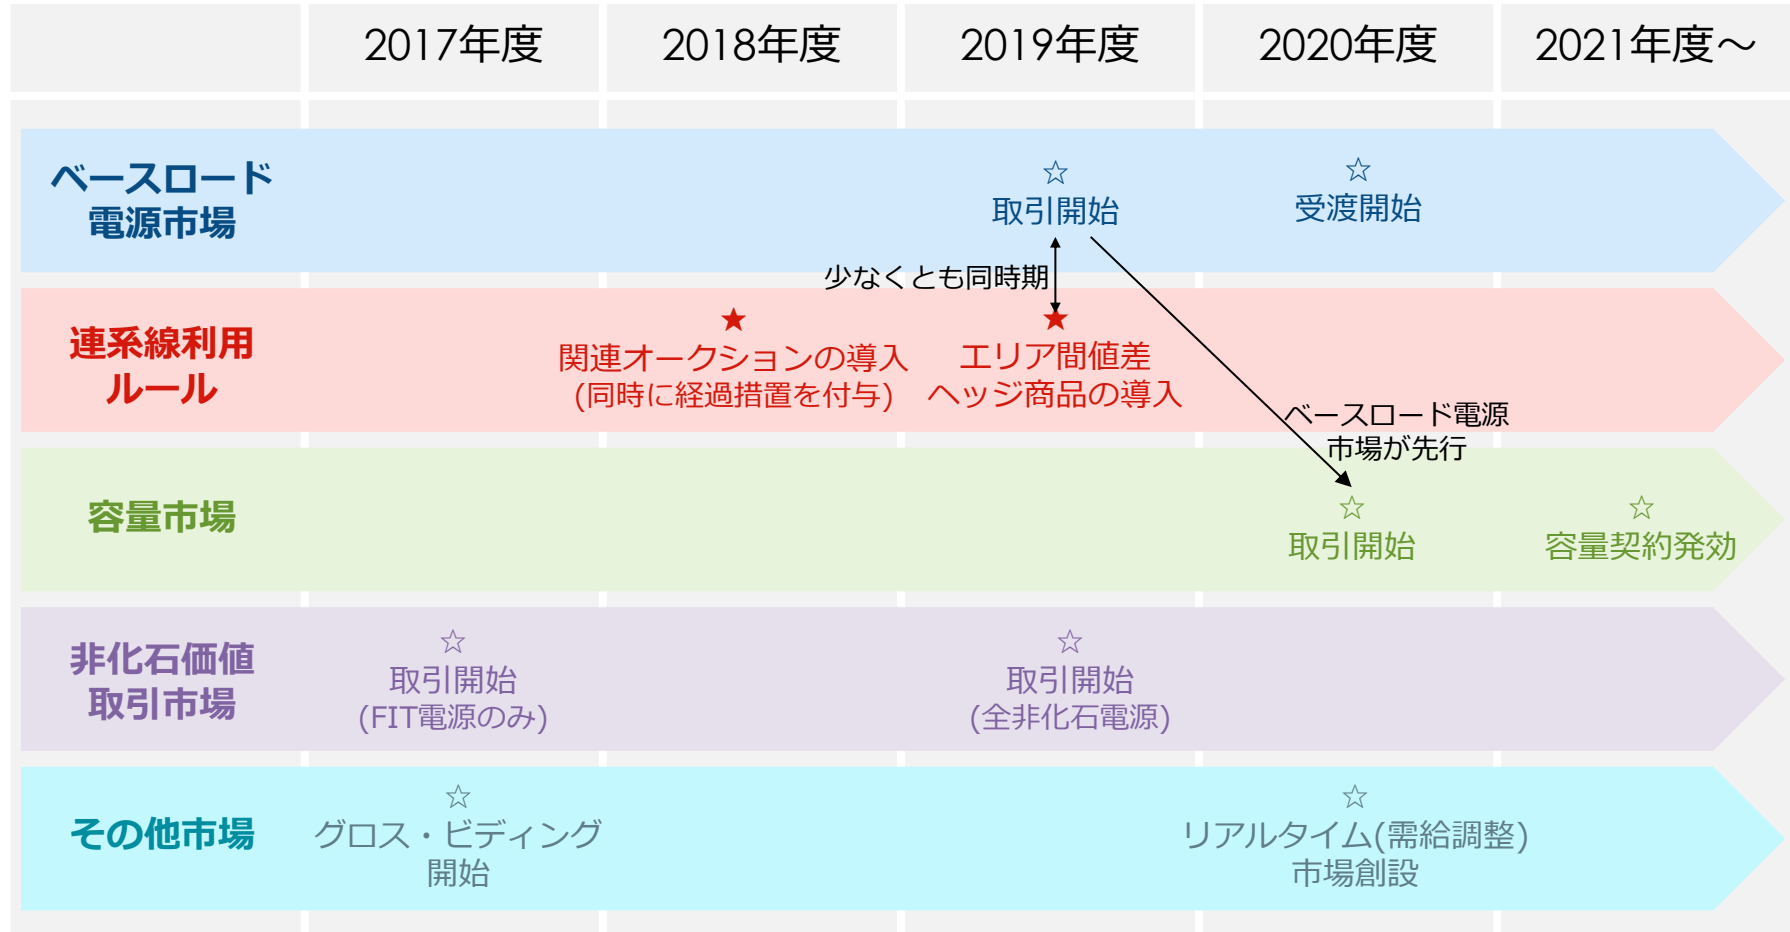 2017年度
2018年度
2019年度
2020年度
2021年度～
ベースロード
電源市場
☆
取引開始
☆
受渡開始
少なくとも同時期
連系線利用
ルール
★
関連オークションの導入
(同時に経過措置を付与)
★
エリア間値差
ヘッジ商品の導入
ベースロード電源
市場が先行
容量市場
☆
取引開始
☆
容量契約発効
非化石価値
取引市場
☆
取引開始
(FIT電源のみ)
☆
取引開始
(全非化石電源)
その他市場
☆
グロス・ビディング
開始
☆
リアルタイム(需給調整)
市場創設